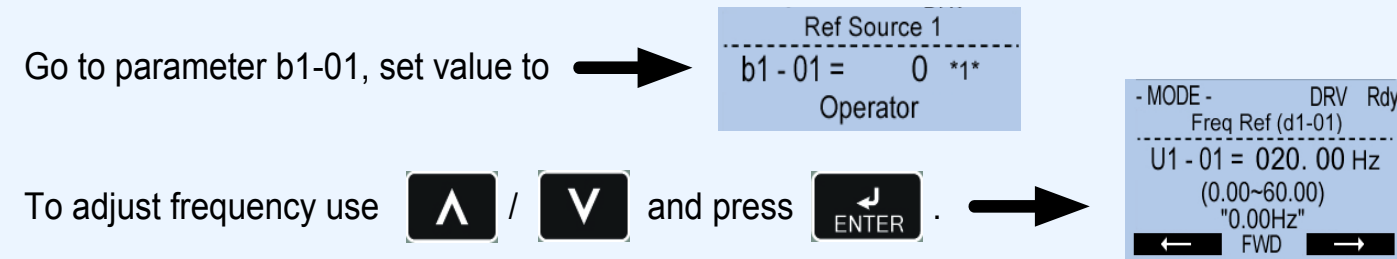 Ref Source 1
Go to parameter b1-01, set value to
b1 - 01 = 0 *1*
Operator
- MODE - DRV Rdy
Freq Ref (d1-01)
U1 - 01 = 020. 00 Hz
(0.00~60.00)
"0.00Hz"
FWD
To adjust frequency use / and press ENTER .